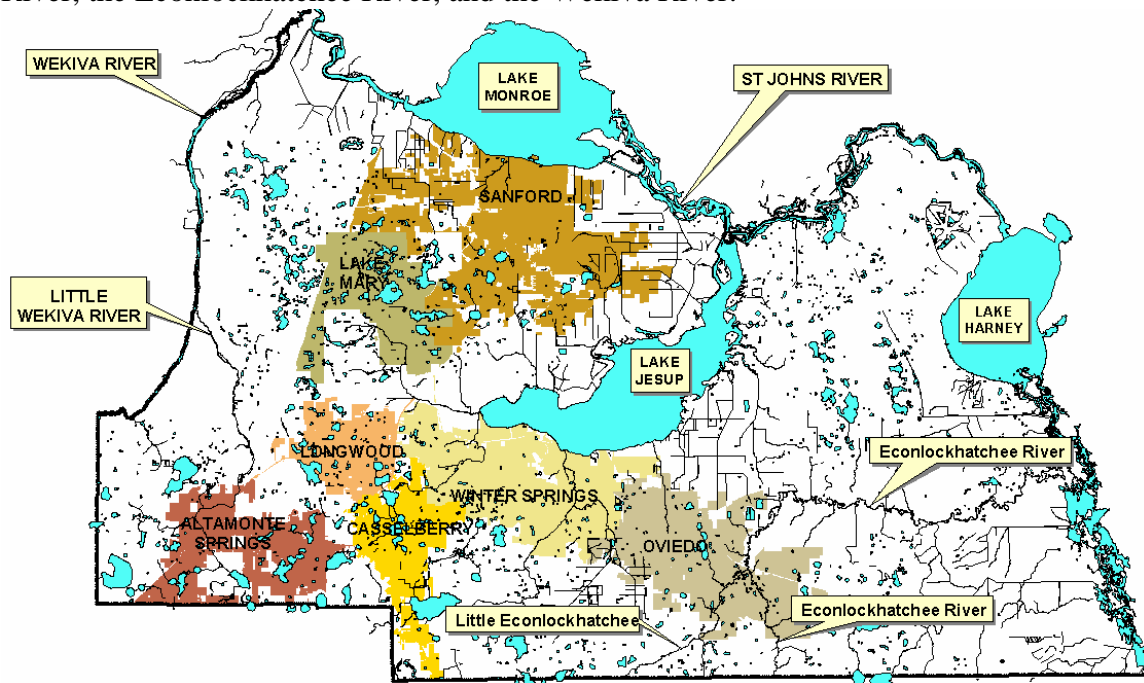 River, the Econlockhatchee River, and the Wekiva River.
WEKIVA RIVER
LAKE
MONROE
ST JOHNS RIVER
SANFORD
LAKE
MARY
LITTLE
WEKIVA RIVER
LAKE
HARNEY
LAKE
JESUP
LONGWOOD
Econlockhatchee River
WINTER SPRINGS
ALTAMONTE
SPRINGS
CASSELBERRY
OVIEDO
Little Econlockhatchee
Econlockhatchee River